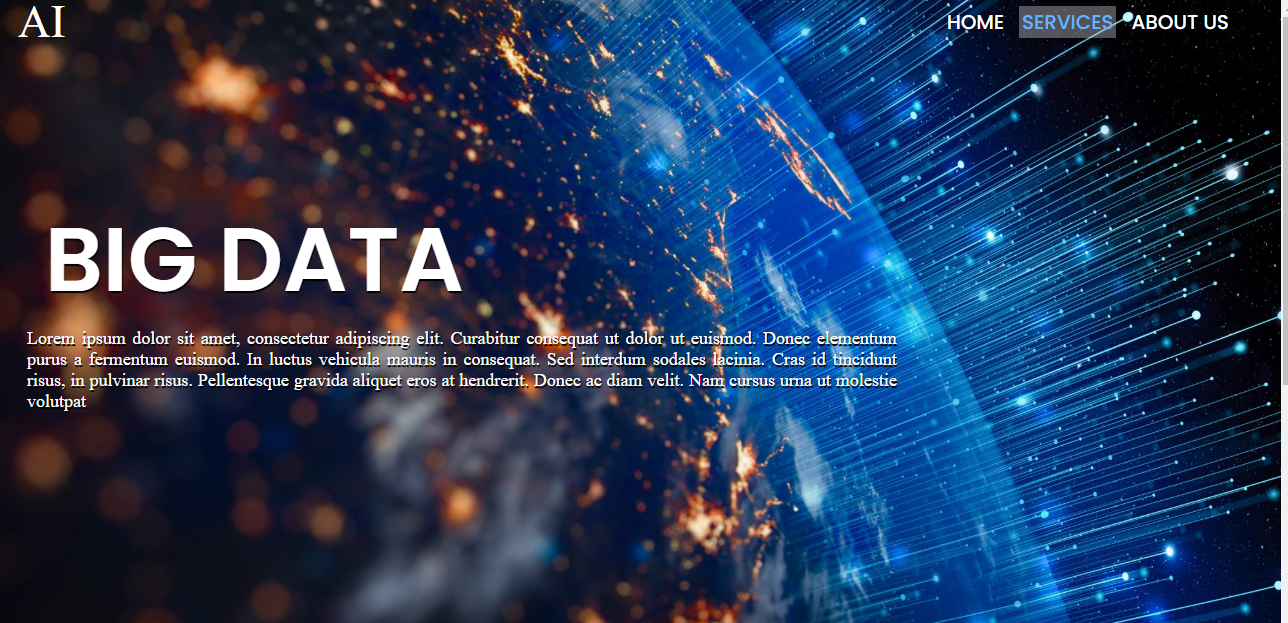 AI
HOME SERVICES ABOUT US
BIG DATA
Lorem ipsum dolor sit amet, consectetur adipiscing elit. Curabitur consequat ut dolor ut euismod. Donec elementum
purus a fermentum euismod. In luctus vehicula mauris in consequat. Sed interdum sodales lacinia. Cras id tincidunt
risus, in pulvinar risus. Pellentesque gravida aliquet eros at hendrerit. Donec ac diam velit. Nam cursus urna ut molestie
volutpat